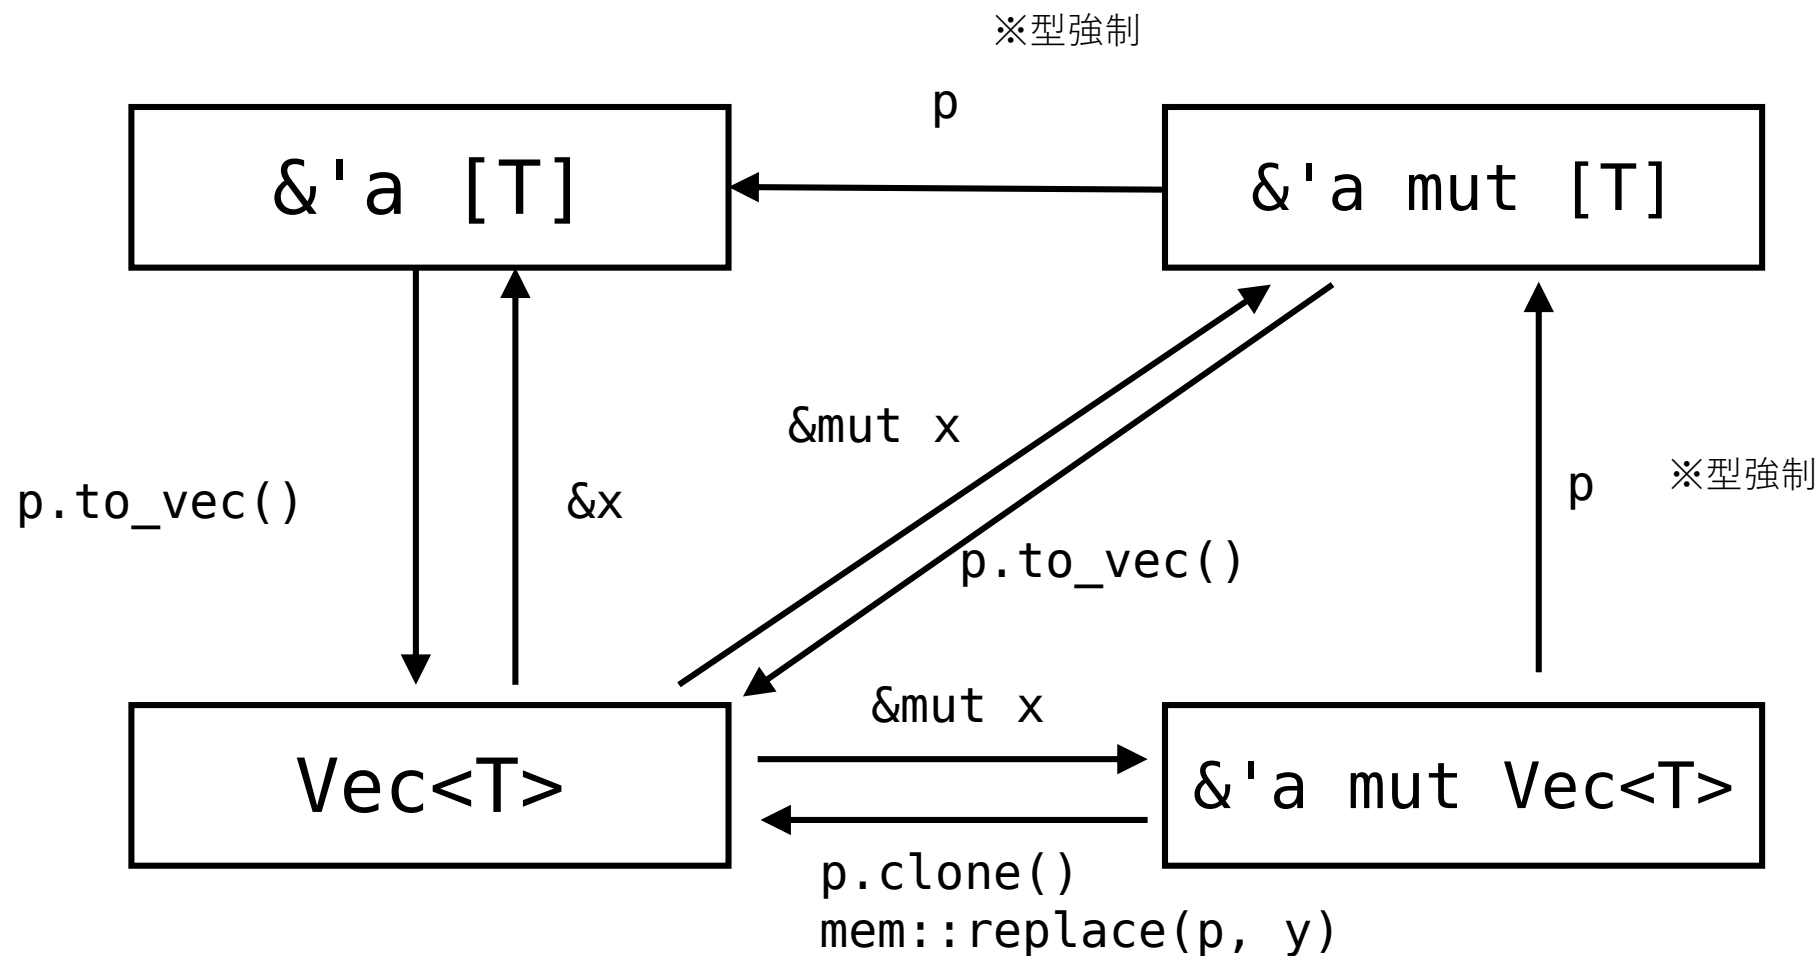 ※型強制
p
&'a [T]
&'a mut [T]
&mut x
p.to_vec()
&x
p
※型強制
p.to_vec()
&mut x
Vec<T>
&'a mut Vec<T>
p.clone()
mem::replace(p, y)